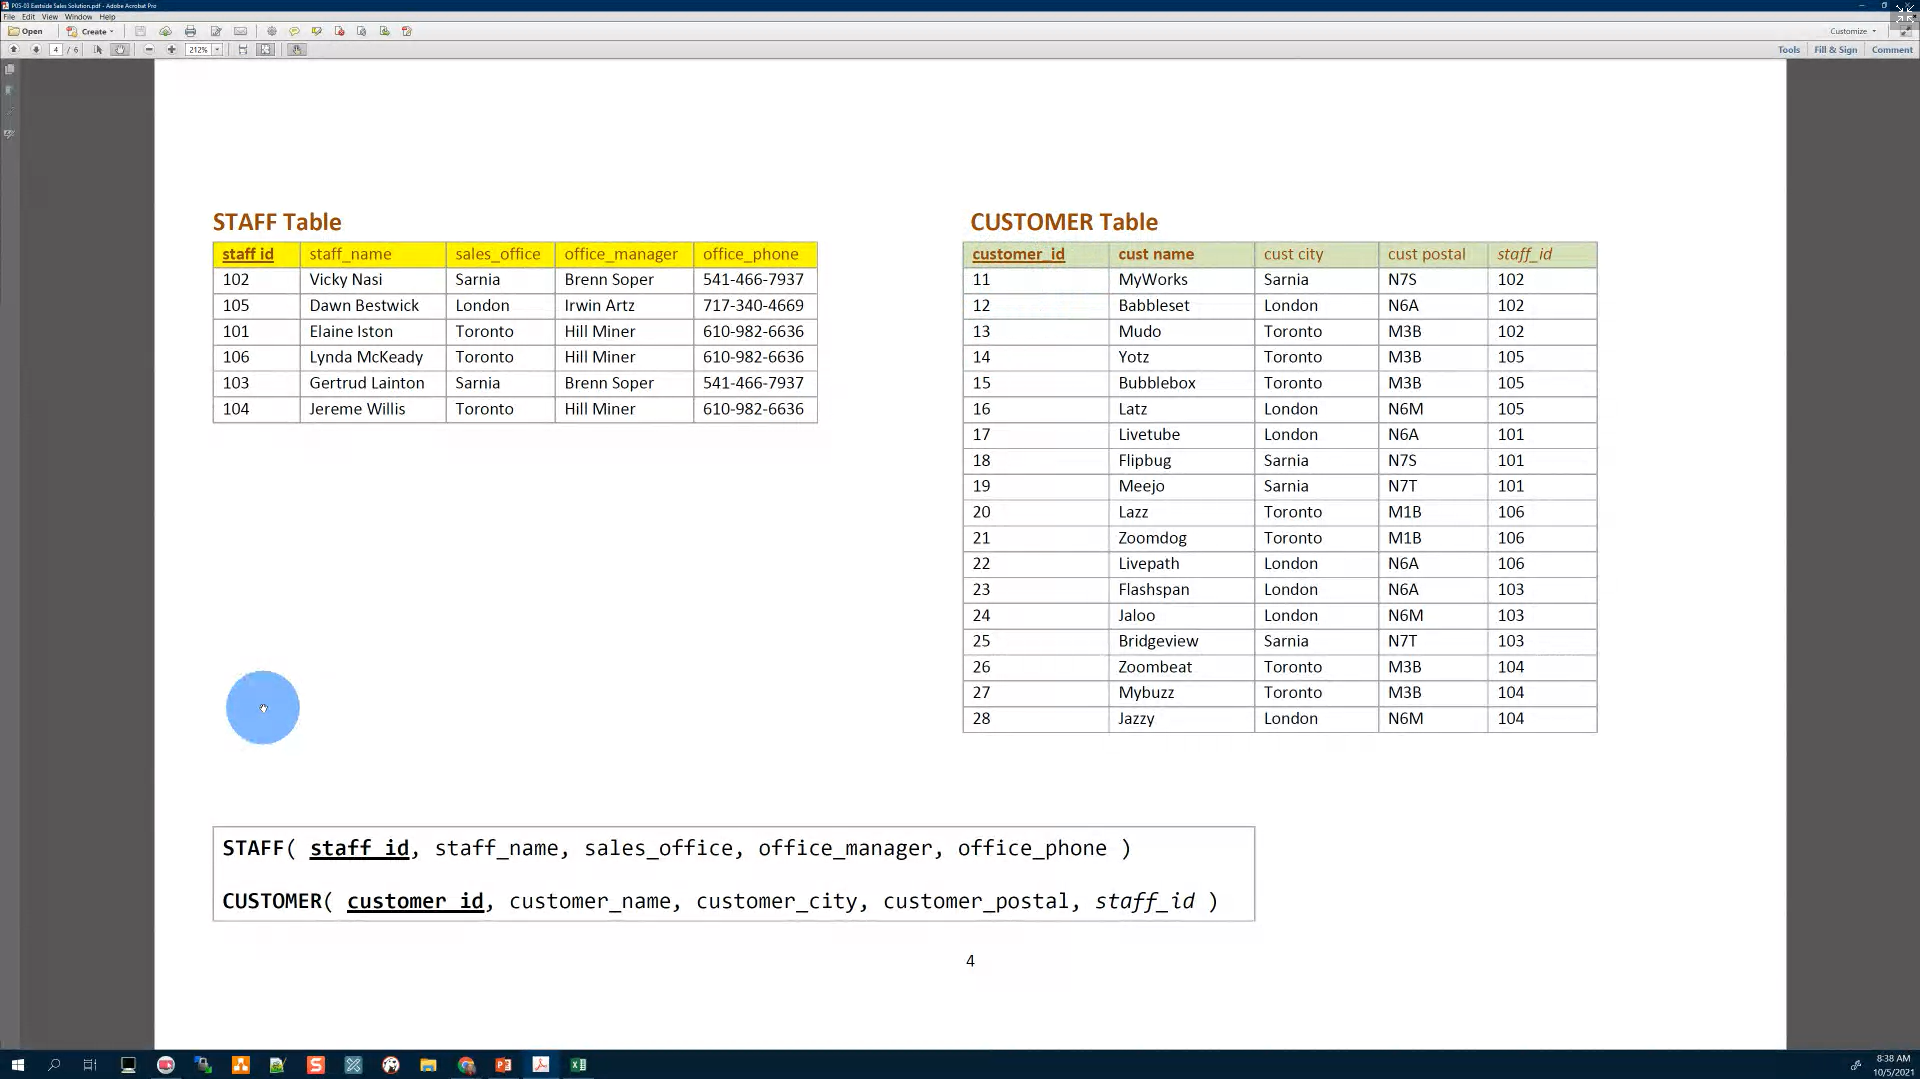 P05-03 Eastside Sales Solution.pdf - Adobe Acrobat Pro
File Edit View Window Help
Open Create Customize
4 / 6 212% Tools Fill & Sign Comment
STAFF Table
staff id staff_name sales_office office_manager office_phone
102 Vicky Nasi Sarnia Brenn Soper 541-466-7937
105 Dawn Bestwick London Irwin Artz 717-340-4669
101 Elaine Iston Toronto Hill Miner 610-982-6636
106 Lynda McKeady Toronto Hill Miner 610-982-6636
103 Gertrud Lainton Sarnia Brenn Soper 541-466-7937
104 Jereme Willis Toronto Hill Miner 610-982-6636
CUSTOMER Table
customer_id cust name cust city cust postal staff_id
11 MyWorks Sarnia N7S 102
12 Babbleset London N6A 102
13 Mudo Toronto M3B 102
14 Yotz Toronto M3B 105
15 Bubblebox Toronto M3B 105
16 Latz London N6M 105
17 Livetube London N6A 101
18 Flipbug Sarnia N7S 101
19 Meejo Sarnia N7T 101
20 Lazz Toronto M1B 106
21 Zoomdog Toronto M1B 106
22 Livepath London N6A 106
23 Flashspan London N6A 103
24 Jaloo London N6M 103
25 Bridgeview Sarnia N7T 103
26 Zoombeat Toronto M3B 104
27 Mybuzz Toronto M3B 104
28 Jazzy London N6M 104
STAFF( staff id, staff_name, sales_office, office_manager, office_phone )
CUSTOMER( customer id, customer_name, customer_city, customer_postal, staff_id )
4
8:38 AM
10/5/2021